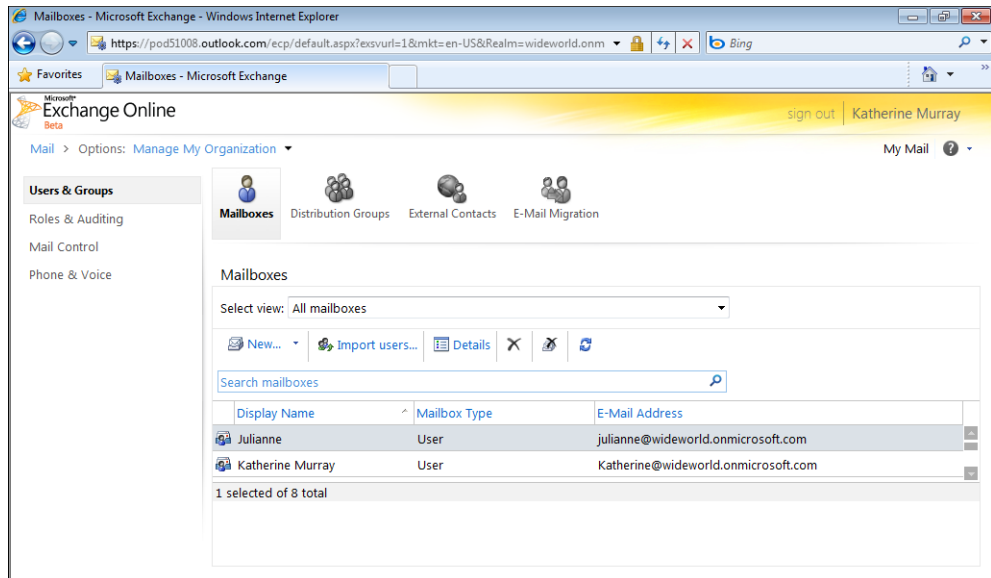 Mailboxes - Microsoft Exchange - Windows Internet Explorer
https://pod51008.outlook.com/ecp/default.aspx?exsvurl=1&mkt=en-US&Realm=wideworld.onm
Bing
Favorites
Mailboxes - Microsoft Exchange
Microsoft
Exchange Online
Beta
sign out
Katherine Murray
Mail > Options: Manage My Organization
My Mail
Users & Groups
Roles & Auditing
Mail Control
Phone & Voice
Mailboxes
Distribution Groups
External Contacts
E-Mail Migration
Mailboxes
Select view: All mailboxes
New...
Import users...
Details
Search mailboxes
Display Name
Mailbox Type
E-Mail Address
Julianne
User
julianne@wideworld.onmicrosoft.com
Katherine Murray
User
Katherine@wideworld.onmicrosoft.com
1 selected of 8 total